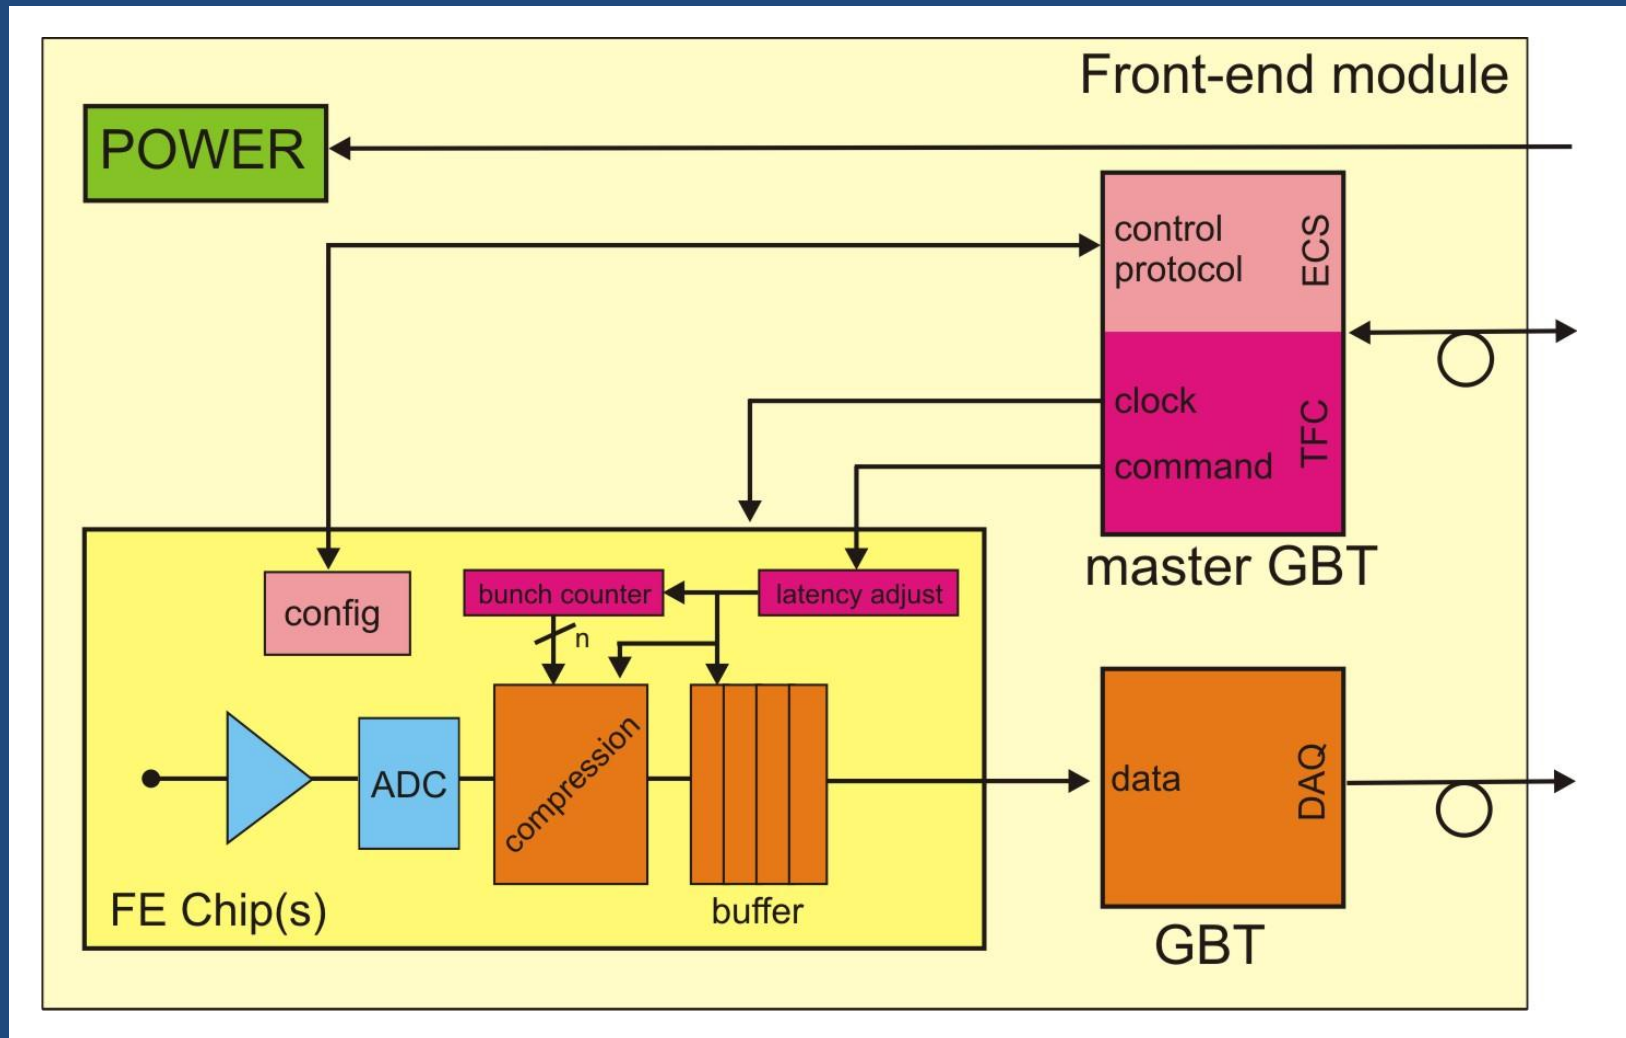 Front-end module
POWER
control
protocol
ECS
clock
command
TFC
master GBT
config
bunch counter
latency adjust
n
ADC
compression
buffer
FE Chip(s)
data
DAQ
GBT